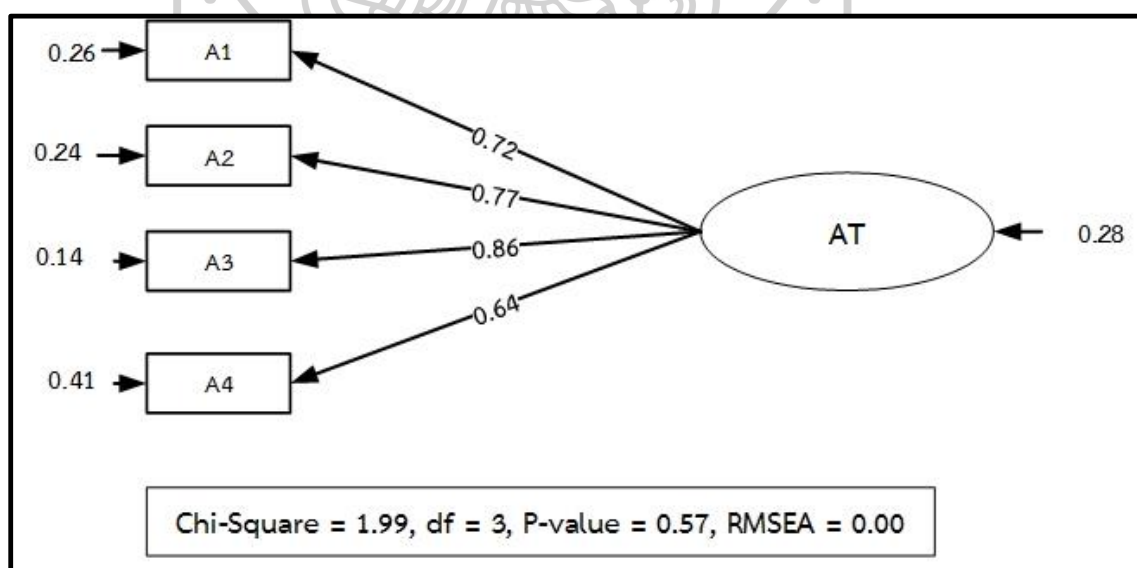 0.26 A1
0.72
0.24 A2
0.77
AT 0.28
0.14 A3
0.86
0.64
0.41 A4
Chi-Square = 1.99, df = 3, P-value = 0.57, RMSEA = 0.00